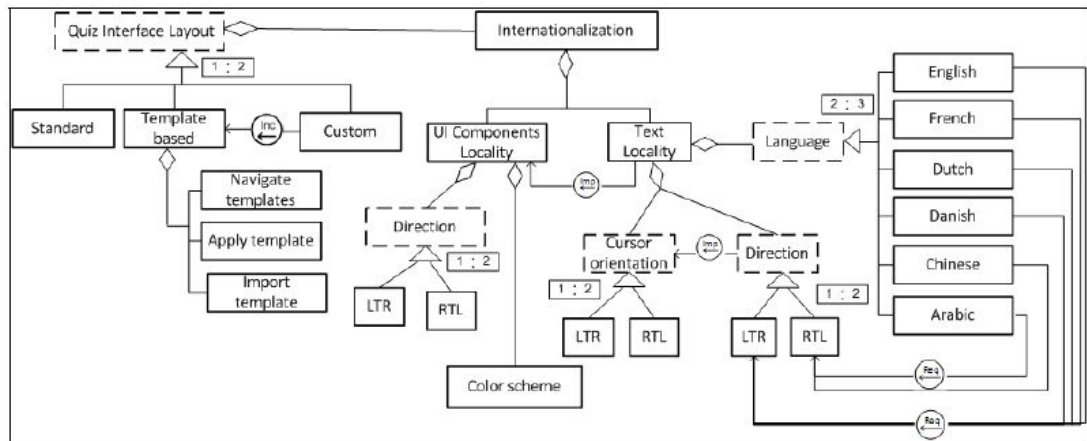 Quiz Interface Layout
Internationalization
1 : 2
Standard
Template
based
Inc
Custom
Navigate
templates
Apply template
Import
template
UI Components
Locality
Text
Locality
Imp
Direction
1 : 2
LTR
RTL
Color scheme
Cursor
orientation
Imp
Direction
1 : 2
1 : 2
LTR
RTL
LTR
RTL
2 : 3
Language
English
French
Dutch
Danish
Chinese
Arabic
Req
Req